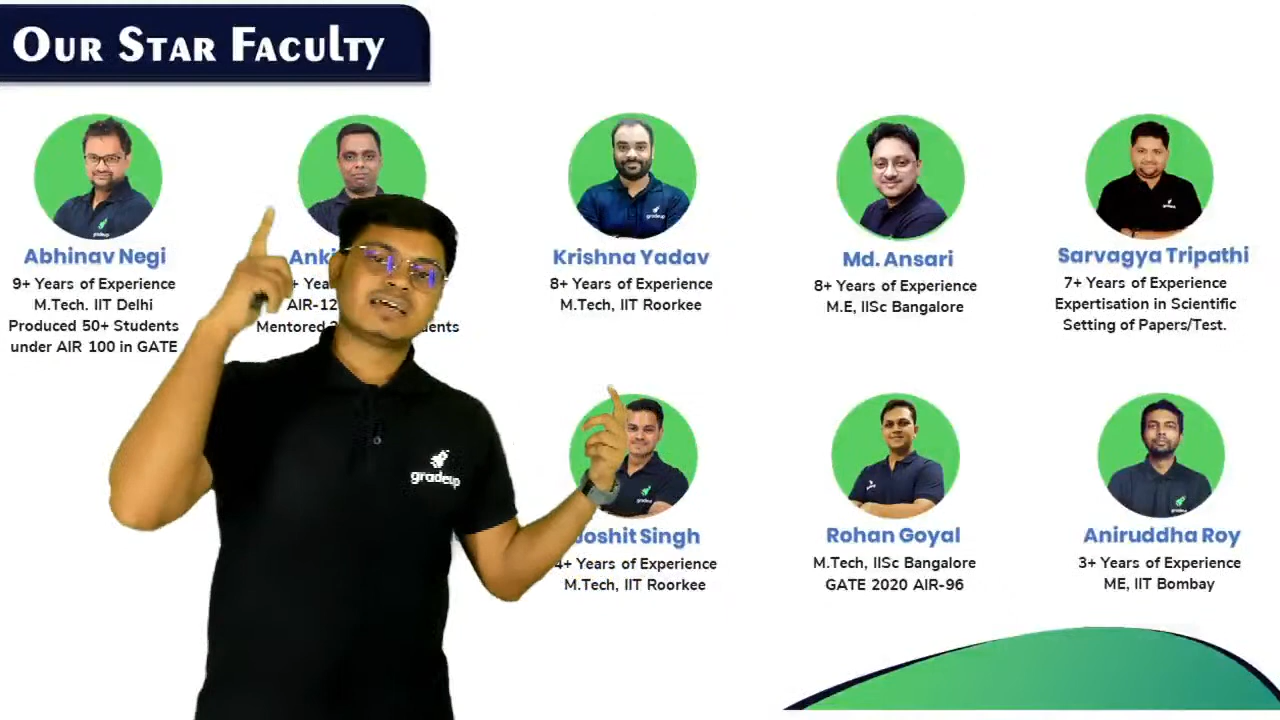 Our Star Faculty
Abhinav Negi
9+ Years of Experience
M.Tech. IIT Delhi
Produced 50+ Students
under AIR 100 in GATE
AIR-12
Mentored
Krishna Yadav
8+ Years of Experience
M.Tech, IIT Roorkee
Md. Ansari
8+ Years of Experience
M.E, IISc Bangalore
Sarvagya Tripathi
7+ Years of Experience
Expertisation in Scientific
Setting of Papers/Test.
gradeup
Joshit Singh
4+ Years of Experience
M.Tech, IIT Roorkee
Rohan Goyal
M.Tech, IISc Bangalore
GATE 2020 AIR-96
Aniruddha Roy
3+ Years of Experience
ME, IIT Bombay